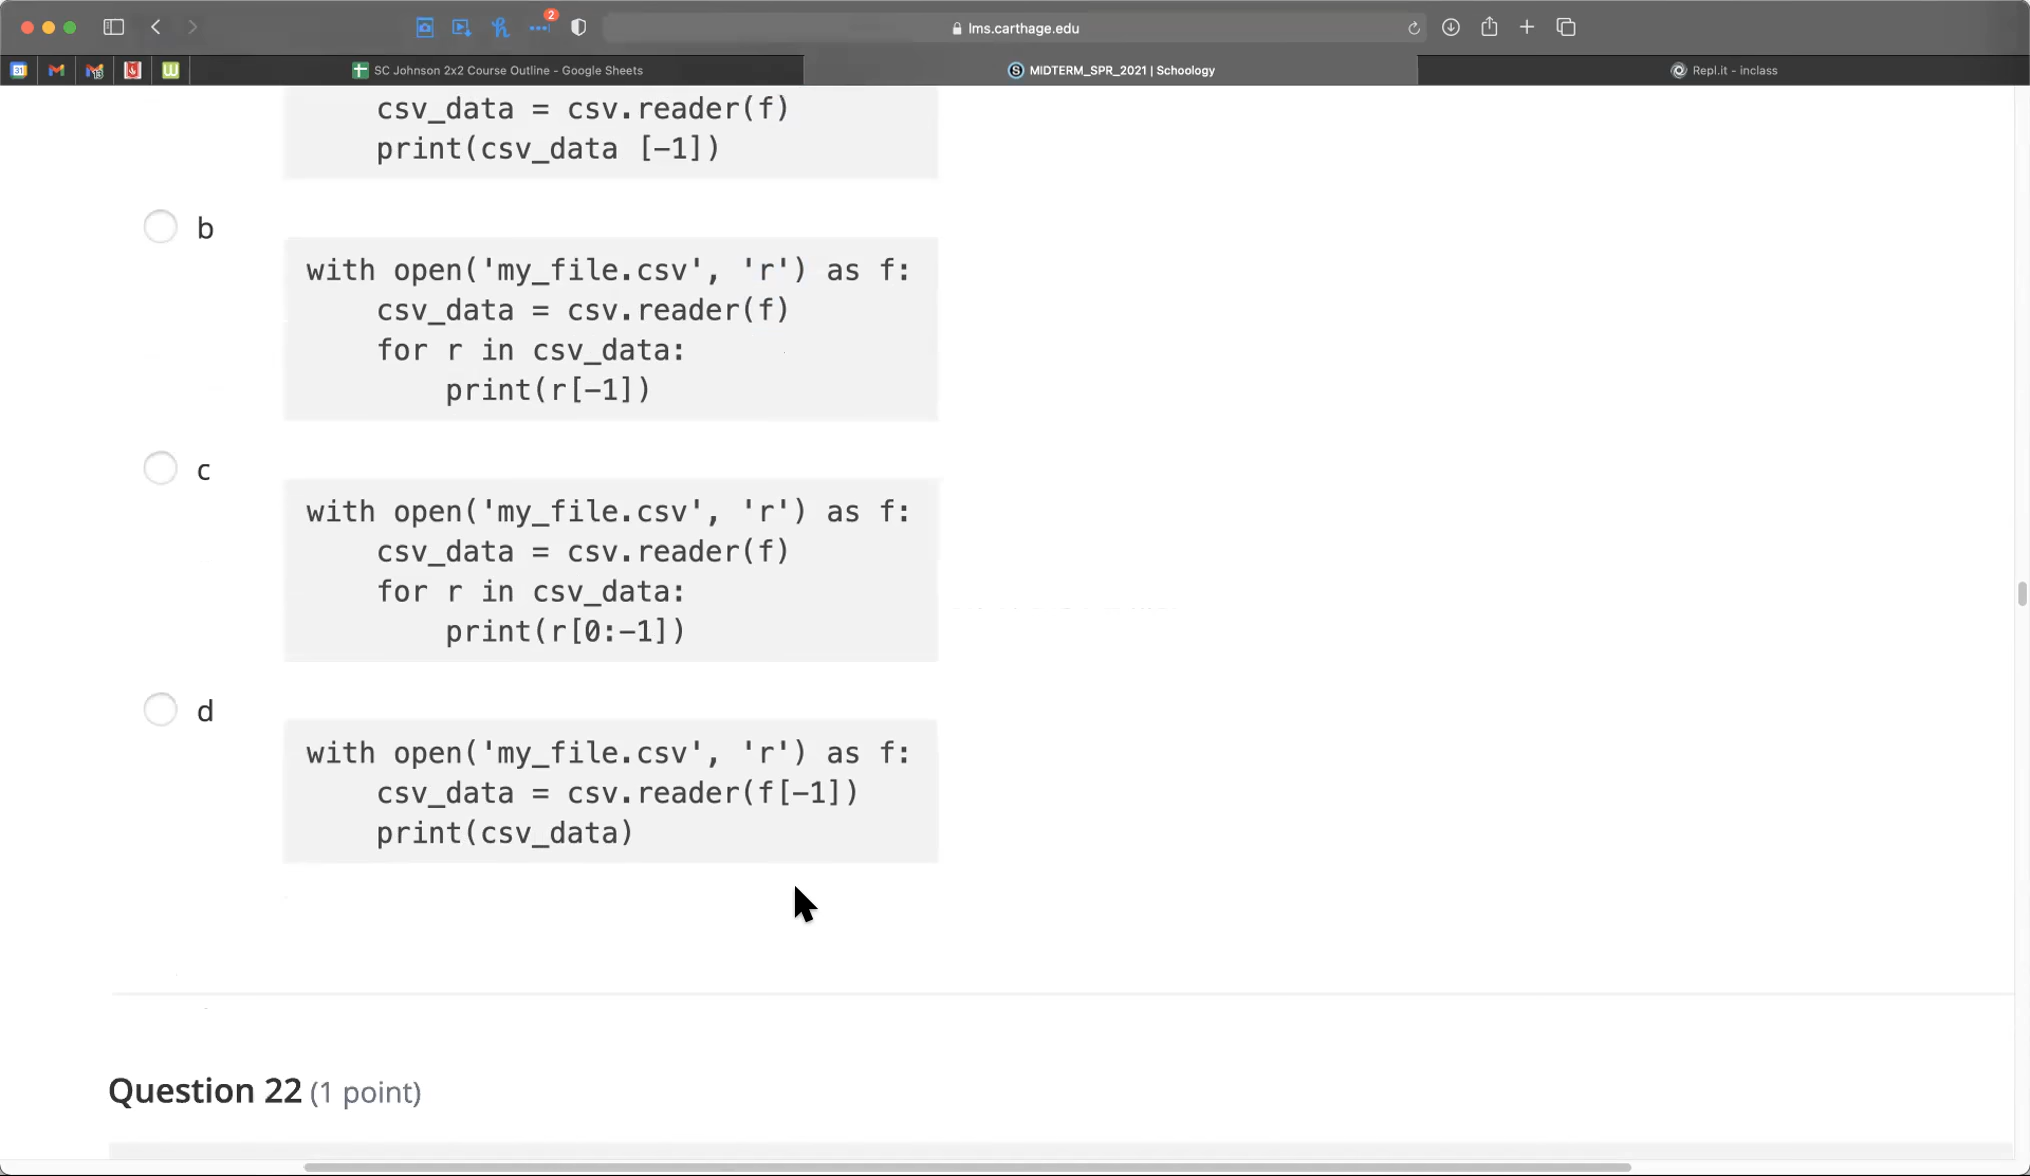 2
lms.carthage.edu
31
13
SC Johnson 2x2 Course Outline - Google Sheets
MIDTERM_SPR_2021 | Schoology
Repl.it - inclass
csv_data = csv.reader(f)
print(csv_data [-1])
b
with open('my_file.csv', 'r') as f:
csv_data = csv.reader(f)
for r in csv_data:
print(r[-1])
c
with open('my_file.csv', 'r') as f:
csv_data = csv.reader(f)
for r in csv_data:
print(r[0:-1])
d
with open('my_file.csv', 'r') as f:
csv_data = csv.reader(f[-1])
print(csv_data)
Question 22 (1 point)